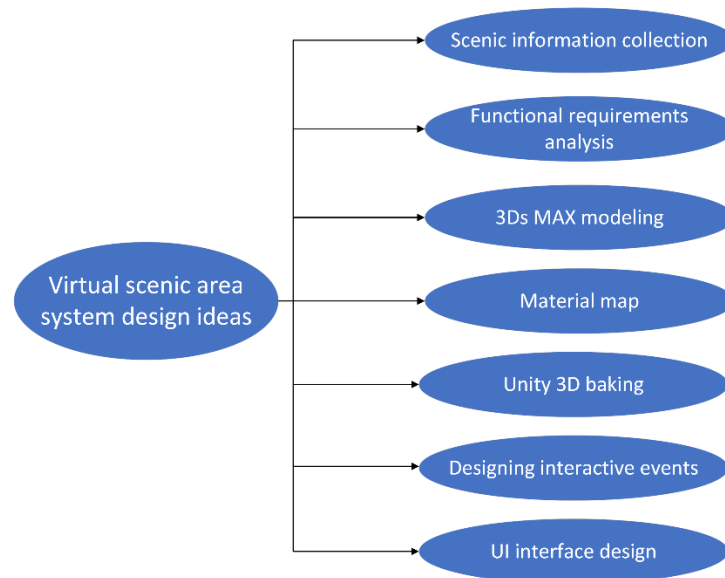 Scenic information collection
Functional requirements
analysis
3Ds MAX modeling
Virtual scenic area
system design ideas
Material map
Unity 3D baking
Designing interactive events
UI interface design